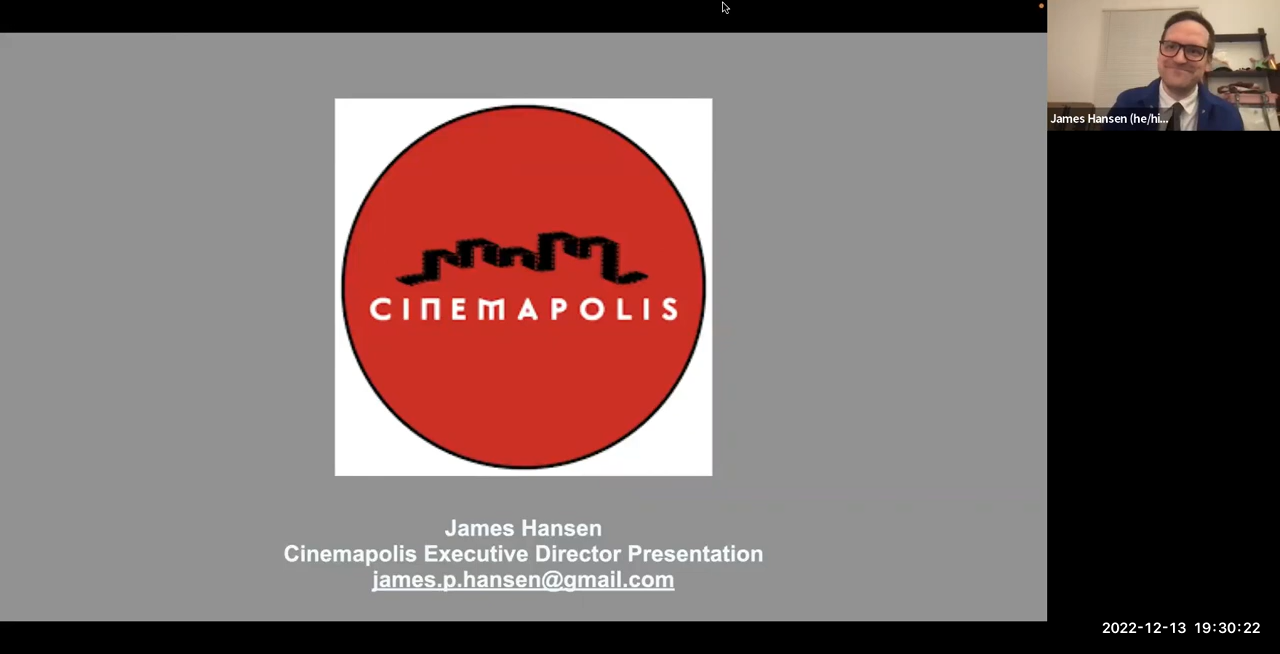 James Hansen (he/hi...
CINEMAPOLIS
James Hansen
Cinemapolis Executive Director Presentation
james.p.hansen@gmail.com
2022-12-13 19:30:22